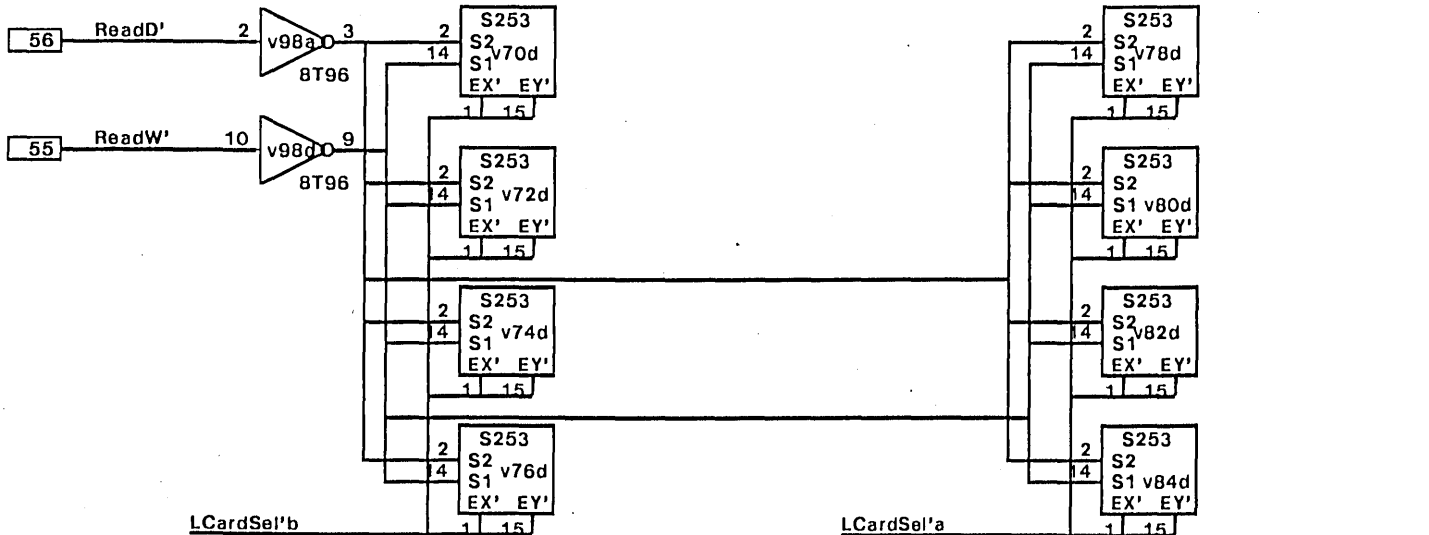 56 ReadD' 2 v98a 3
8T96
55 ReadW' 10 v98d 9
8T96
S253
2 S2
v70d
14 S1
EX' EY'
1 15
S253
2 S2
14 S1 v72d
EX' EY'
1 15
S253
2 S2
v74d
14 S1
EX' EY'
1 15
S253
2 S2
v76d
14 S1
EX' EY'
1 15
LCardSel'b
S253
2 S2
v78d
14 S1
EX' EY'
1 15
S253
2 S2
14 S1 v80d
EX' EY'
1 15
S253
2 S2
v82d
14 S1
EX' EY'
1 15
S253
2 S2
14 S1 v84d
EX' EY'
1 15
LCardSel'a